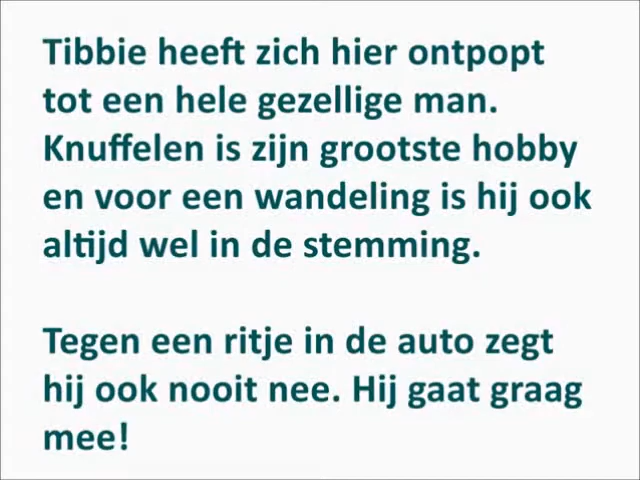 Tibbie heeft zich hier ontpopt
tot een hele gezellige man.
Knuffelen is zijn grootste hobby
en voor een wandeling is hij ook
altijd wel in de stemming.
Tegen een ritje in de auto zegt
hij ook nooit nee. Hij gaat graag
mee!